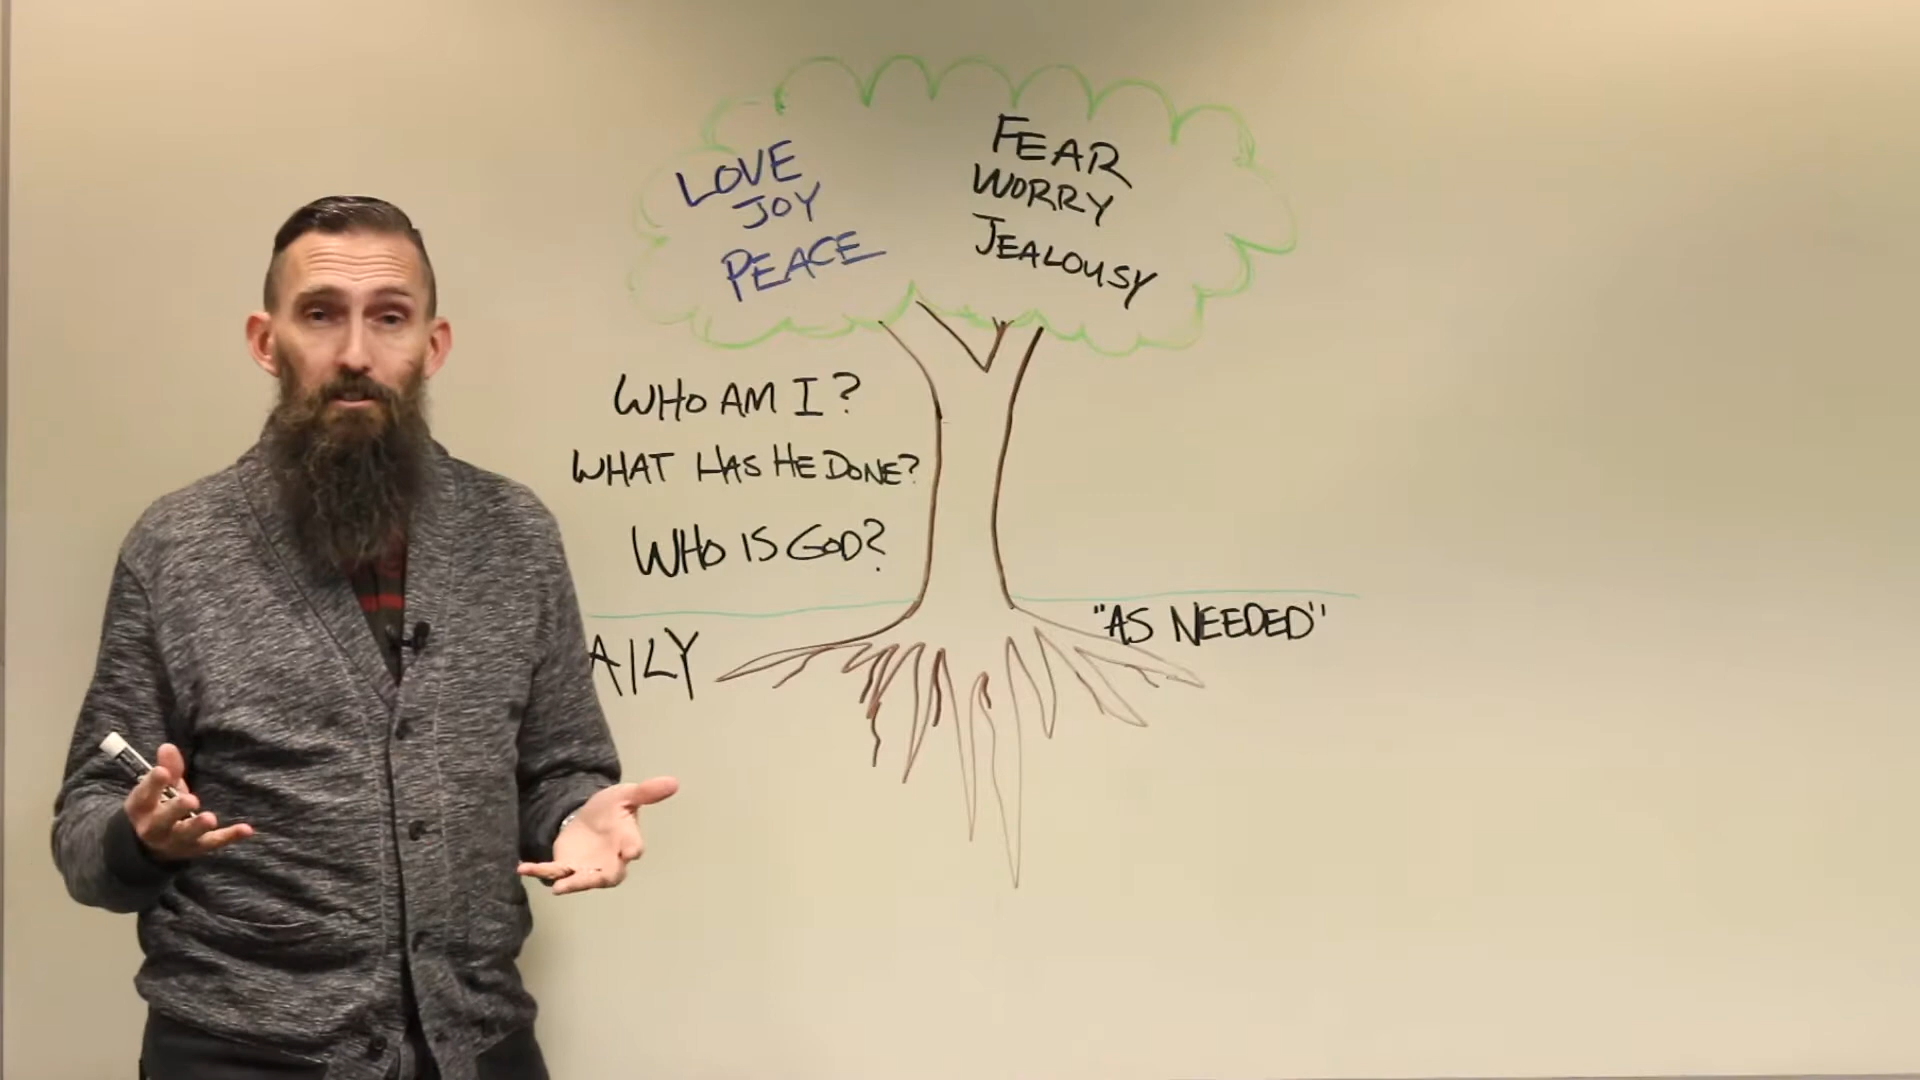 LOVE
JOY
PEACE
FEAR
WORRY
JEALOUSY
WHO AM I?
WHAT HAS HE DONE?
WHO IS GOD?
AILY
"AS NEEDED"